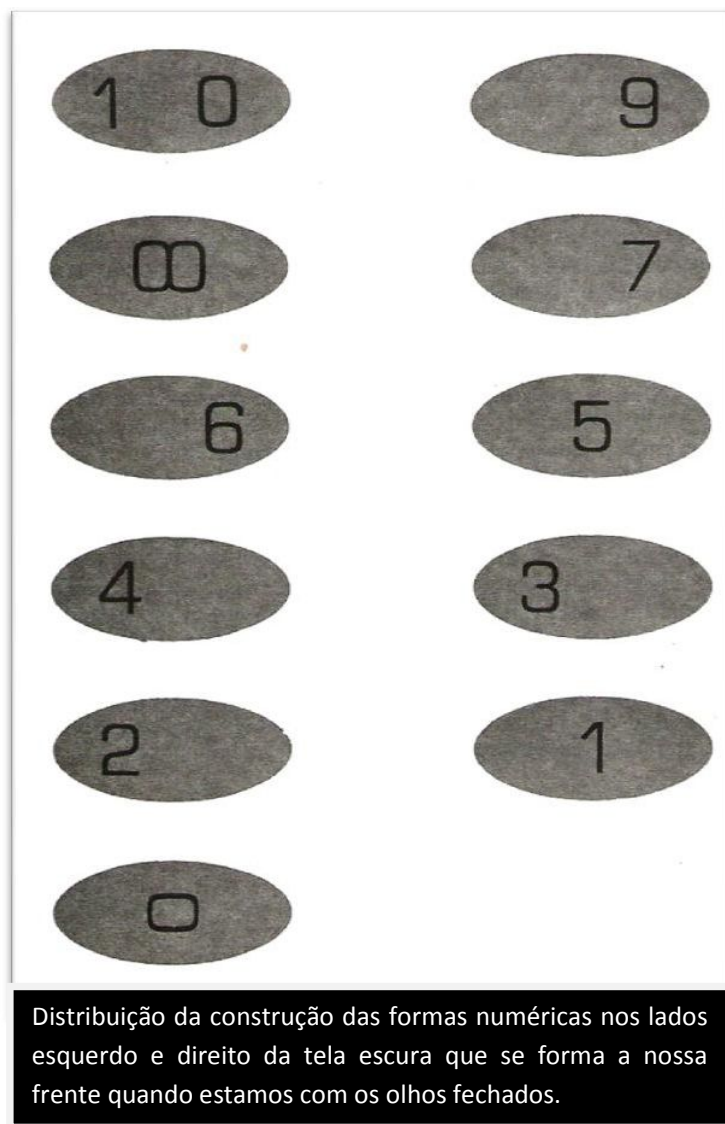 1 0 9
8 7
6 5
4 3
2 1
0
Distribuição da construção das formas numéricas nos lados
esquerdo e direito da tela escura que se forma a nossa
frente quando estamos com os olhos fechados.